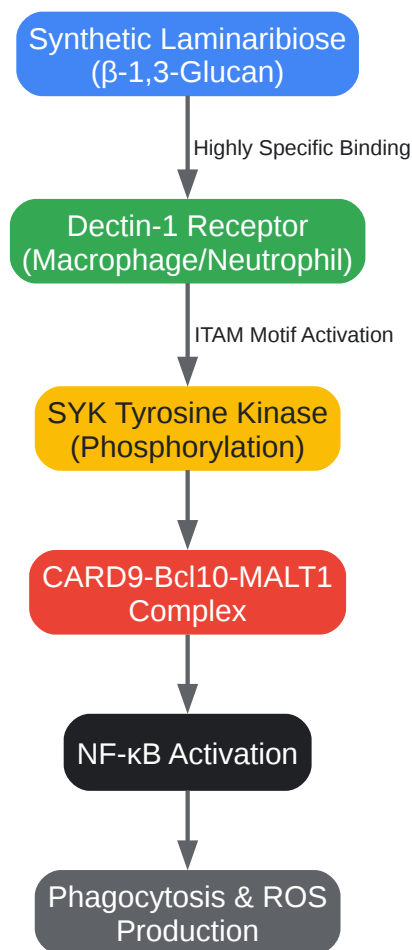 Synthetic Laminaribiose
(β-1,3-Glucan)
Highly Specific Binding
Dectin-1 Receptor
(Macrophage/Neutrophil)
ITAM Motif Activation
SYK Tyrosine Kinase
(Phosphorylation)
CARD9-Bcl10-MALT1
Complex
NF-κB Activation
Phagocytosis & ROS
Production